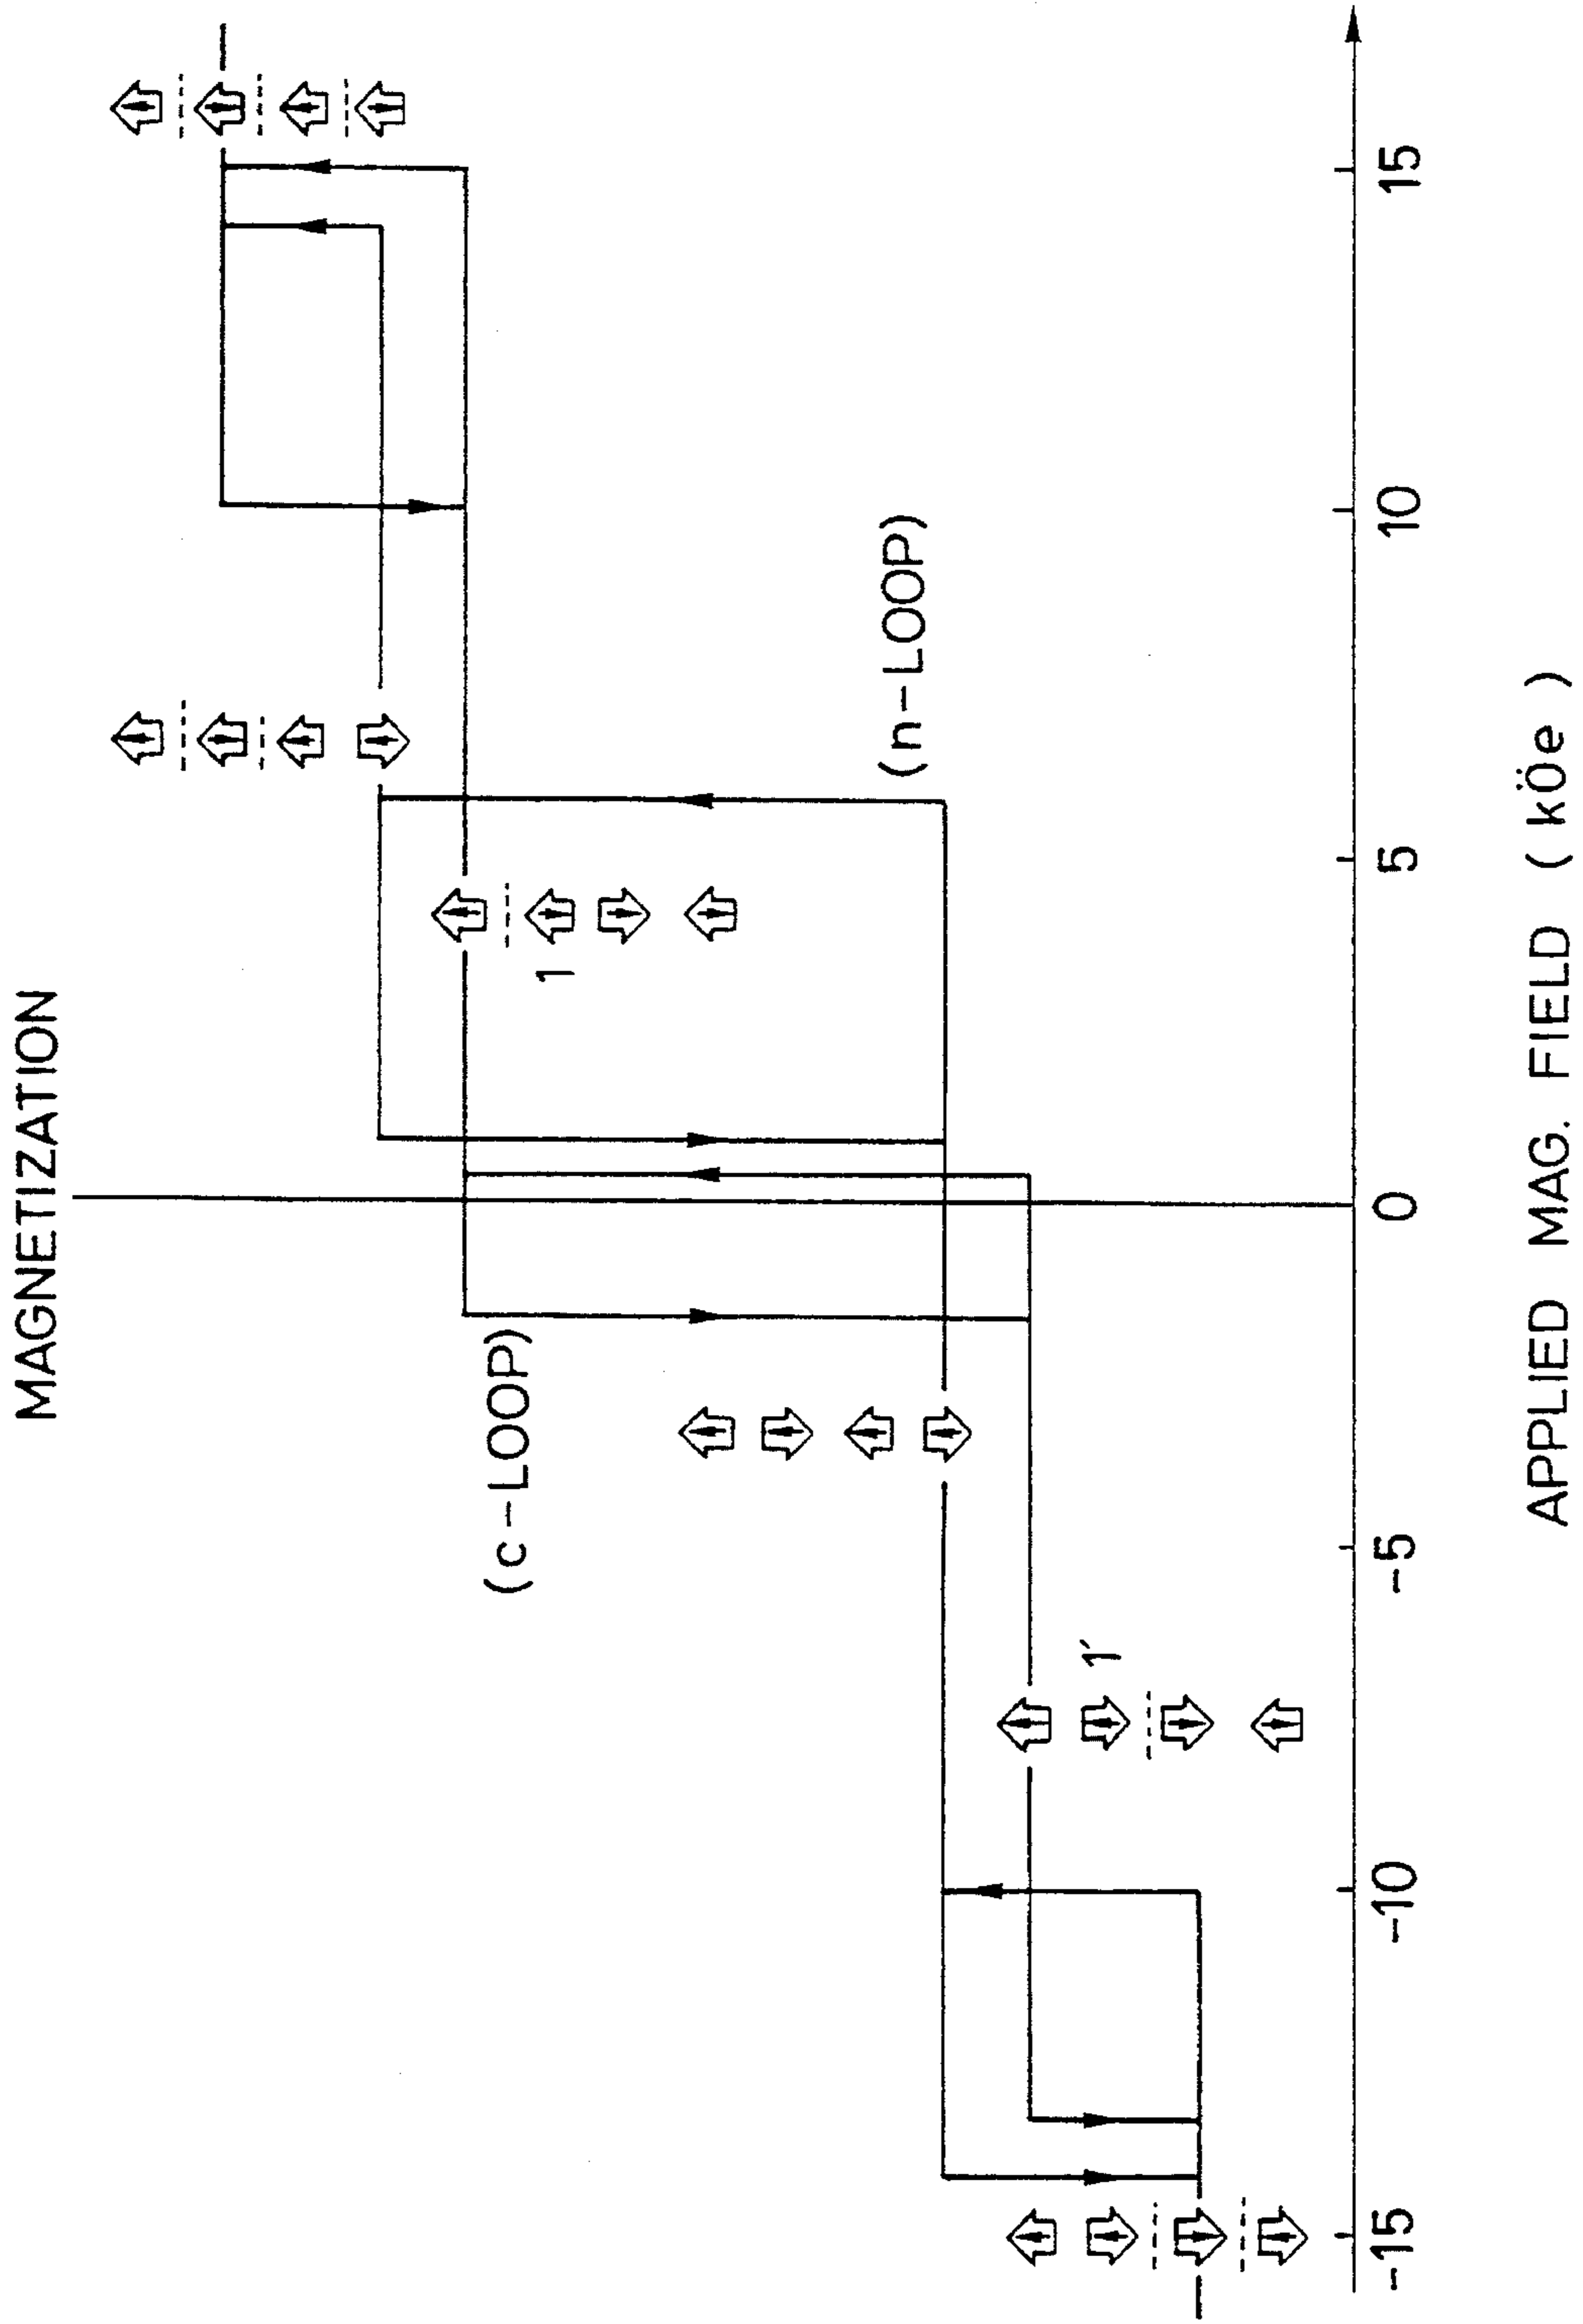 MAGNETIZATION
(c-LOOP)
(n-LOOP)
1
1'
-15
-10
-5
0
5
10
15
APPLIED MAG. FIELD (kÖe)